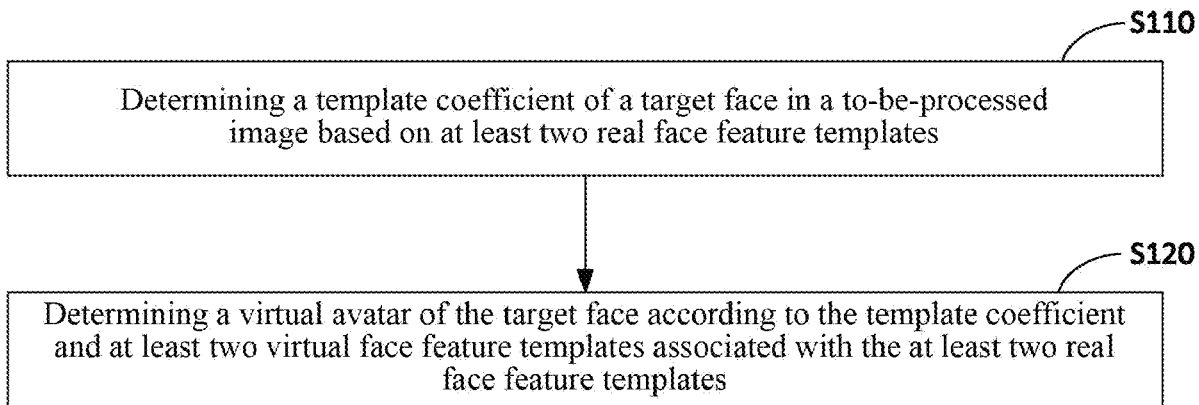 S110
Determining a template coefficient of a target face in a to-be-processed
image based on at least two real face feature templates
S120
Determining a virtual avatar of the target face according to the template coefficient
and at least two virtual face feature templates associated with the at least two real
face feature templates